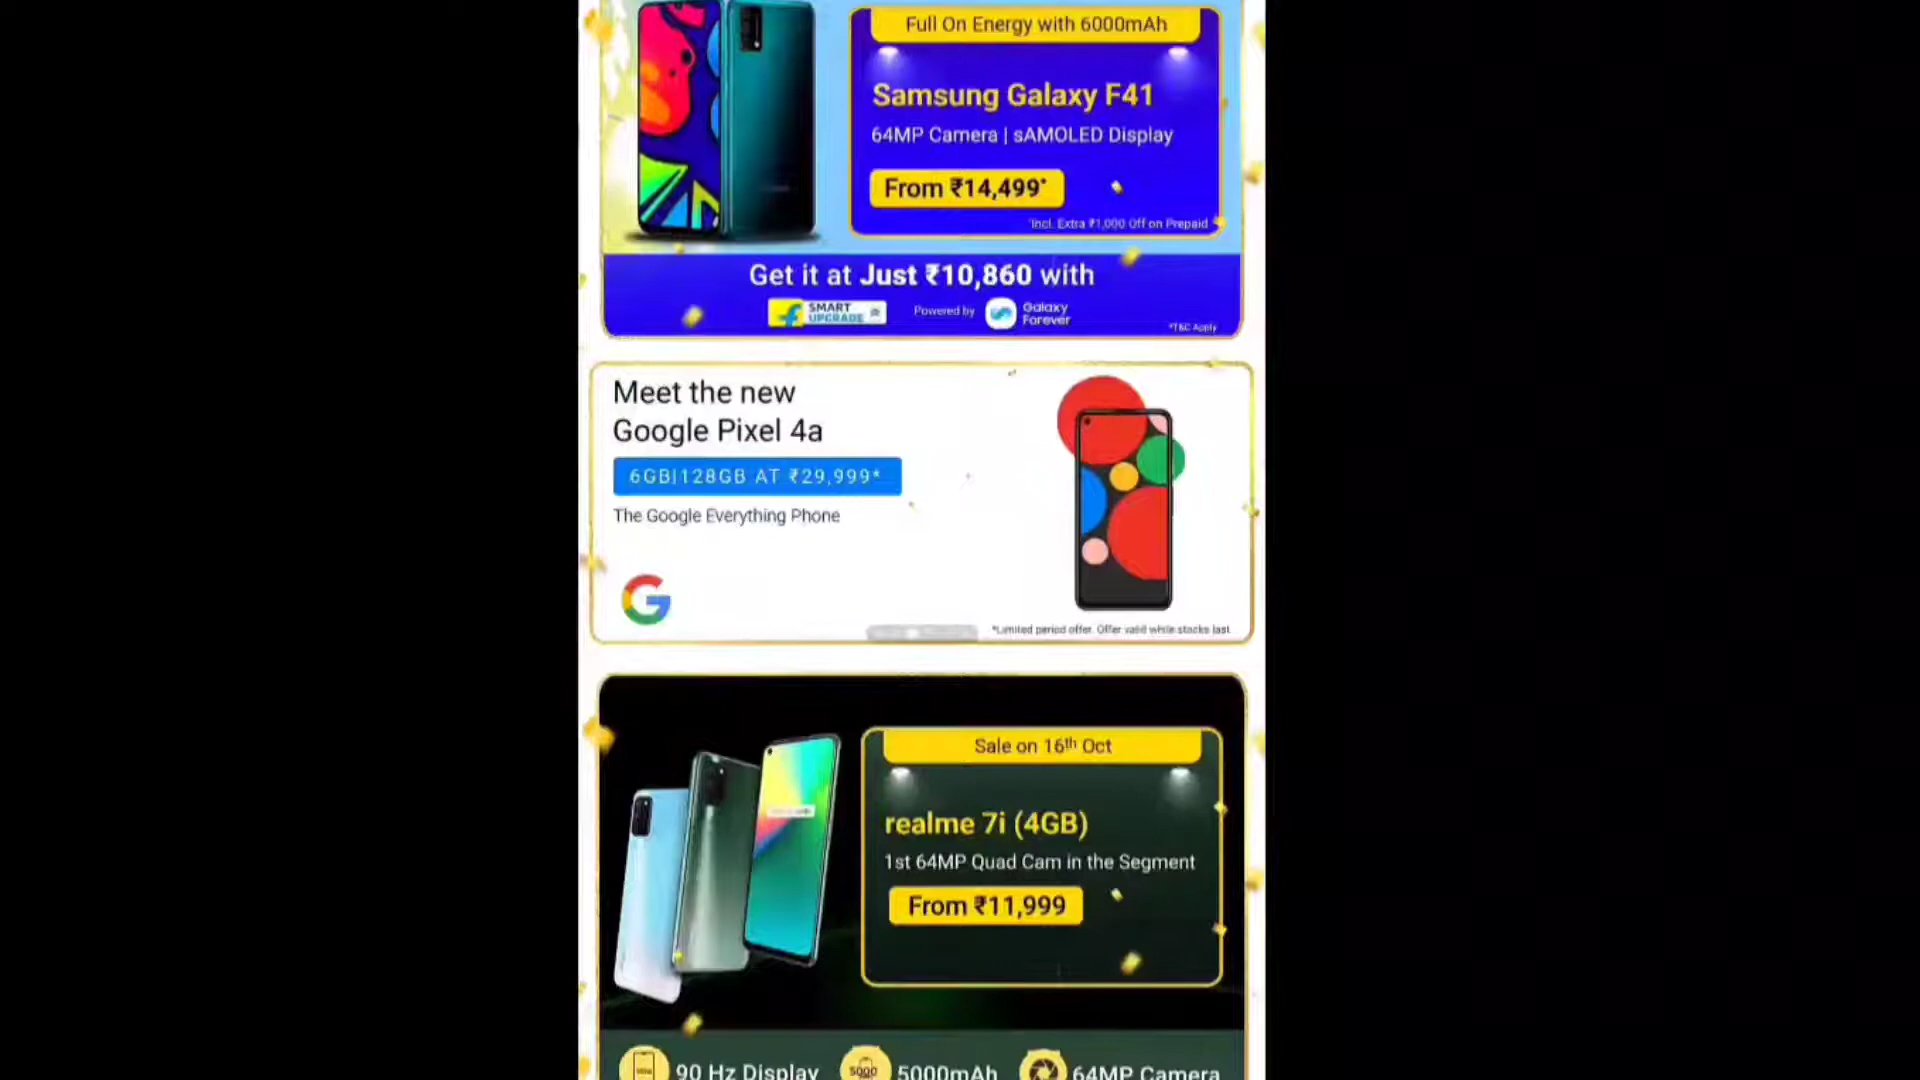 Full On Energy with 6000mAh
Samsung Galaxy F41
64MP Camera | sAMOLED Display
From ₹14,499*
*Incl. Extra ₹1,000 Off on Prepaid
Get it at Just ₹10,860 with
SMART UPGRADE
Powered by
Galaxy Forever
*T&C Apply
Meet the new
Google Pixel 4a
6GB|128GB AT ₹29,999*
The Google Everything Phone
G
*Limited period offer. Offer valid while stocks last
Sale on 16th Oct
realme 7i (4GB)
1st 64MP Quad Cam in the Segment
From ₹11,999
90 Hz Display
5000
5000mAh
64MP Camera